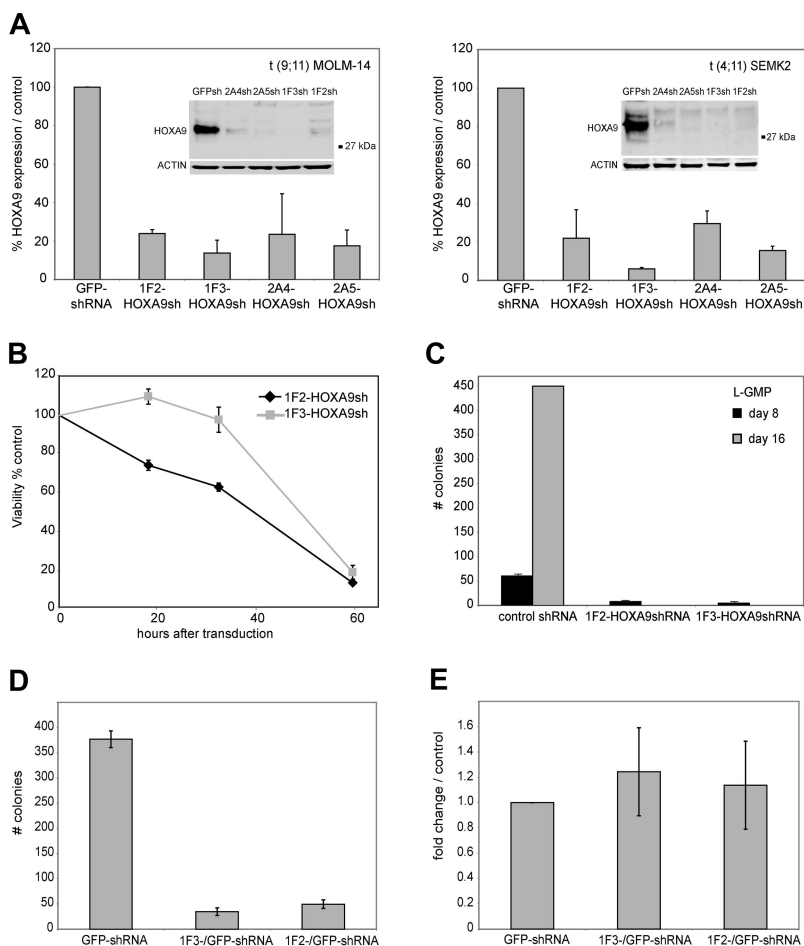 A
% HOXA9 expression / control
120
100
80
60
40
20
0
t (9;11) MOLM-14
GFPsh 2A4sh 2A5sh 1F3sh 1F2sh
HOXA9
27 kDa
ACTIN
GFP-shRNA
1F2-HOXA9sh
1F3-HOXA9sh
2A4-HOXA9sh
2A5-HOXA9sh
% HOXA9 expression / control
120
100
80
60
40
20
0
t (4;11) SEMK2
GFPsh 2A4sh 2A5sh 1F3sh 1F2sh
HOXA9
27 kDa
ACTIN
GFP-shRNA
1F2-HOXA9sh
1F3-HOXA9sh
2A4-HOXA9sh
2A5-HOXA9sh
B
Viability % control
120
100
80
60
40
20
0
1F2-HOXA9sh
1F3-HOXA9sh
0 20 40 60
hours after transduction
C
# colonies
450
400
350
300
250
200
150
100
50
0
L-GMP
day 8
day 16
control shRNA 1F2-HOXA9shRNA 1F3-HOXA9shRNA
D
# colonies
400
350
300
250
200
150
100
50
0
GFP-shRNA 1F3-/GFP-shRNA 1F2-/GFP-shRNA
E
fold change / control
1.6
1.4
1.2
1.0
0.8
0.6
0.4
0.2
0
GFP-shRNA 1F3-/GFP-shRNA 1F2-/GFP-shRNA